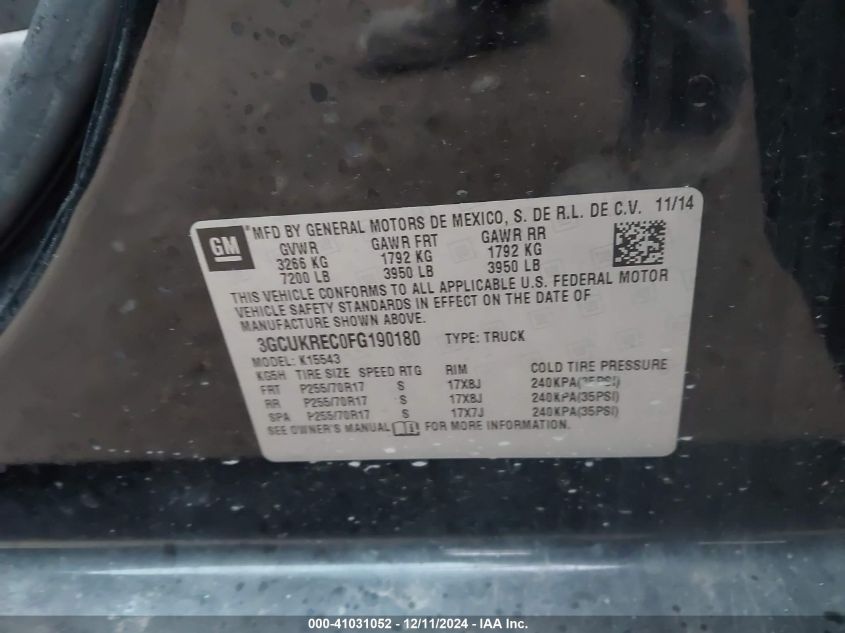 GM
MFD BY GENERAL MOTORS DE MEXICO, S. DE R.L. DE C.V. 11/14
GVWR GAWR FRT GAWR RR
3266 KG 1792 KG 1792 KG
7200 LB 3950 LB 3950 LB
THIS VEHICLE CONFORMS TO ALL APPLICABLE U.S. FEDERAL MOTOR
VEHICLE SAFETY STANDARDS IN EFFECT ON THE DATE OF
MANUFACTURE SHOWN ABOVE.
3GCUKREC0FG190180 TYPE: TRUCK
MODEL: K15543
KG5H TIRE SIZE SPEED RTG RIM COLD TIRE PRESSURE
FRT P255/70R17 S 17X8J 240KPA(35PSI)
RR P255/70R17 S 17X8J 240KPA(35PSI)
SPA P255/70R17 S 17X7J 240KPA(35PSI)
SEE OWNER'S MANUAL FOR MORE INFORMATION.
000-41031052 - 12/11/2024 - IAA Inc.